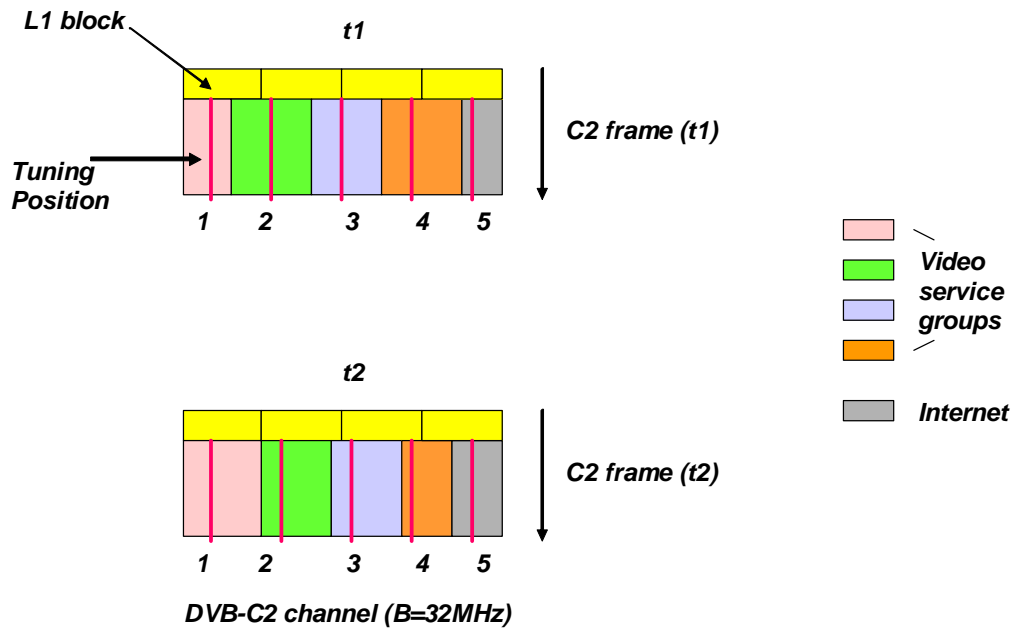 L1 block
t1
C2 frame (t1)
Tuning
Position
1 2 3 4 5
Video
service
groups
t2
Internet
C2 frame (t2)
1 2 3 4 5
DVB-C2 channel (B=32MHz)